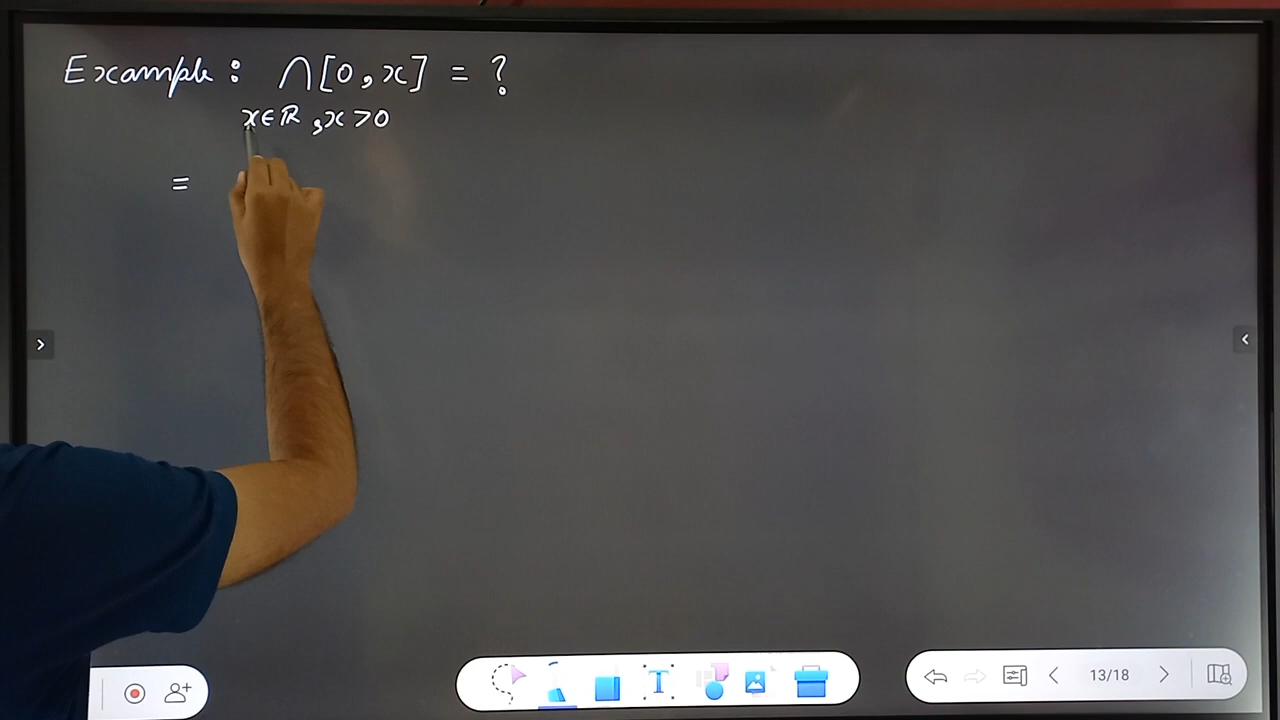 Example : ∩[0,x] = ?
x∈ℝ ,x>0
=
T
13/18